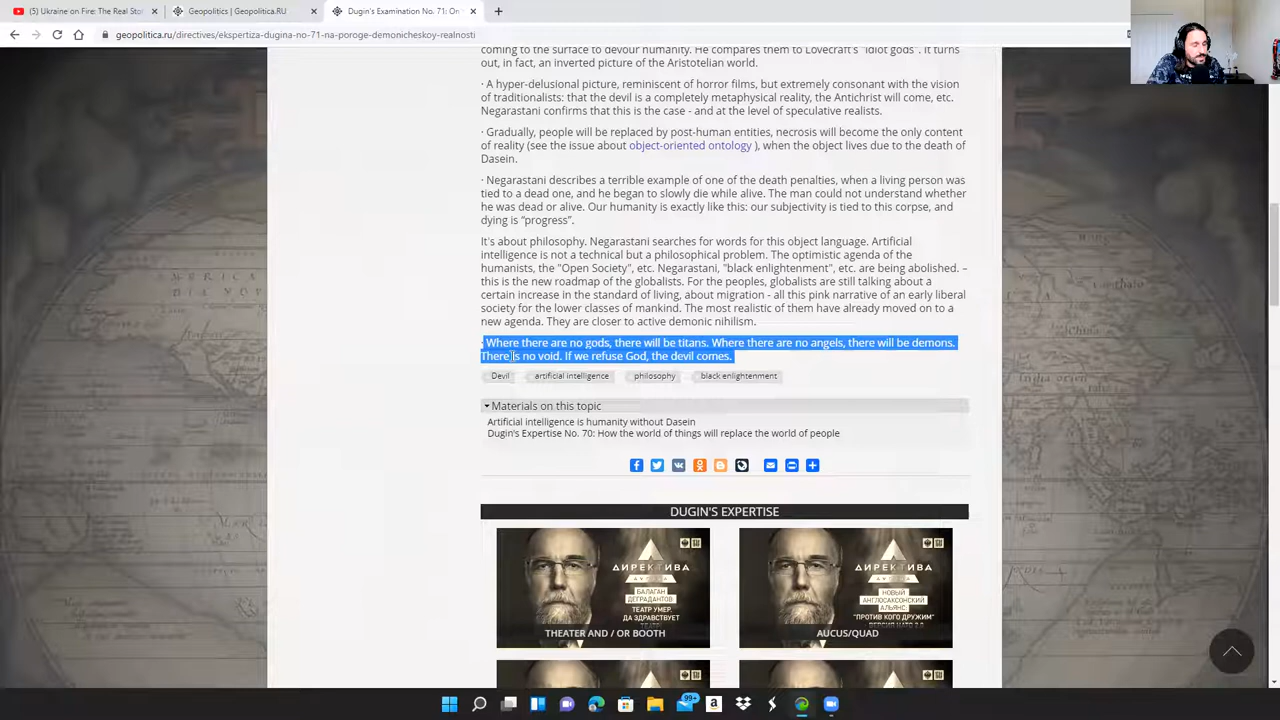 (5) Ukraine on Fire: The Real Sto
Geopolitics | Geopolitica.RU
Dugin's Examination No. 71: On
geopolitica.ru/directives/ekspertiza-dugina-no-71-na-poroge-demonicheskoy-realnosti
coming to the surface to devour humanity. He compares them to Lovecraft's "idiot gods". It turns
out, in fact, an inverted picture of the Aristotelian world.
· A hyper-delusional picture, reminiscent of horror films, but extremely consonant with the vision
of traditionalists: that the devil is a completely metaphysical reality, the Antichrist will come, etc.
Negarastani confirms that this is the case - and at the level of speculative realists.
· Gradually, people will be replaced by post-human entities, necrosis will become the only content
of reality (see the issue about object-oriented ontology ), when the object lives due to the death of
Dasein.
· Negarastani describes a terrible example of one of the death penalties, when a living person was
tied to a dead one, and he began to slowly die while alive. The man could not understand whether
he was dead or alive. Our humanity is exactly like this: our subjectivity is tied to this corpse, and
dying is “progress”.
It's about philosophy. Negarastani searches for words for this object language. Artificial
intelligence is not a technical but a philosophical problem. The optimistic agenda of the
humanists, the "Open Society", etc. Negarastani, "black enlightenment", etc. are being abolished. –
this is the new roadmap of the globalists. For the peoples, globalists are still talking about a
certain increase in the standard of living, about migration - all this pink narrative of an early liberal
society for the lower classes of mankind. The most realistic of them have already moved on to a
new agenda. They are closer to active demonic nihilism.
· Where there are no gods, there will be titans. Where there are no angels, there will be demons.
There is no void. If we refuse God, the devil comes.
Devil artificial intelligence philosophy black enlightenment
Materials on this topic
Artificial intelligence is humanity without Dasein
Dugin's Expertise No. 70: How the world of things will replace the world of people
DUGIN'S EXPERTISE
ДИРЕКТИВА
БАЛАГАН
ДЕГРАДАНТОВ
ТЕАТР УМЕР.
ДА ЗДРАВСТВУЕТ
THEATER AND / OR BOOTH
ДИРЕКТИВА
НОВЫЙ
АНГЛОСАКСОНСКИЙ
АЛЬЯНС
"ПРОТИВ КОГО ДРУЖИМ"
AUCUS/QUAD
99+